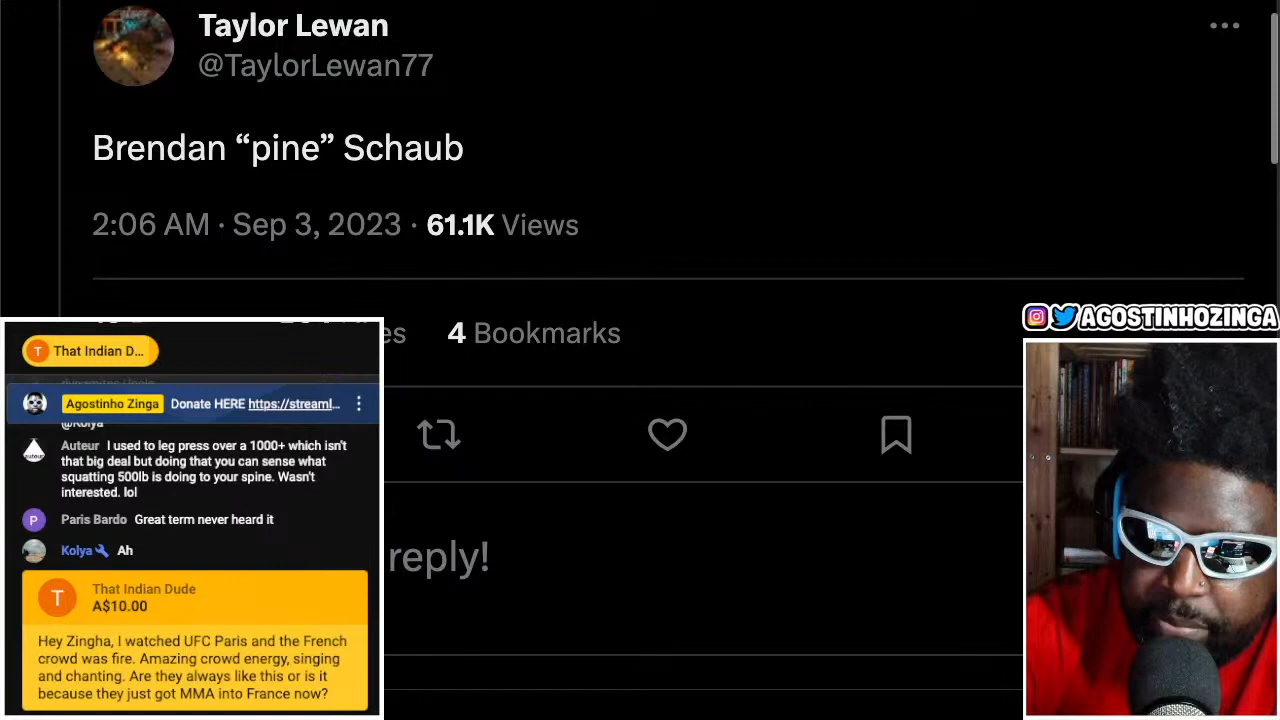 Taylor Lewan
@TaylorLewan77
Brendan “pine” Schaub
2:06 AM · Sep 3, 2023 · 61.1K Views
es 4 Bookmarks
reply!
T That Indian D...
Agostinho Zinga Donate HERE https://streaml...
@Kolya
Auteur I used to leg press over a 1000+ which isn't
that big deal but doing that you can sense what
squatting 500lb is doing to your spine. Wasn't
interested. lol
P Paris Bardo Great term never heard it
Kolya Ah
T That Indian Dude
A$10.00
Hey Zingha, I watched UFC Paris and the French
crowd was fire. Amazing crowd energy, singing
and chanting. Are they always like this or is it
because they just got MMA into France now?
AGOSTINHOZINGA